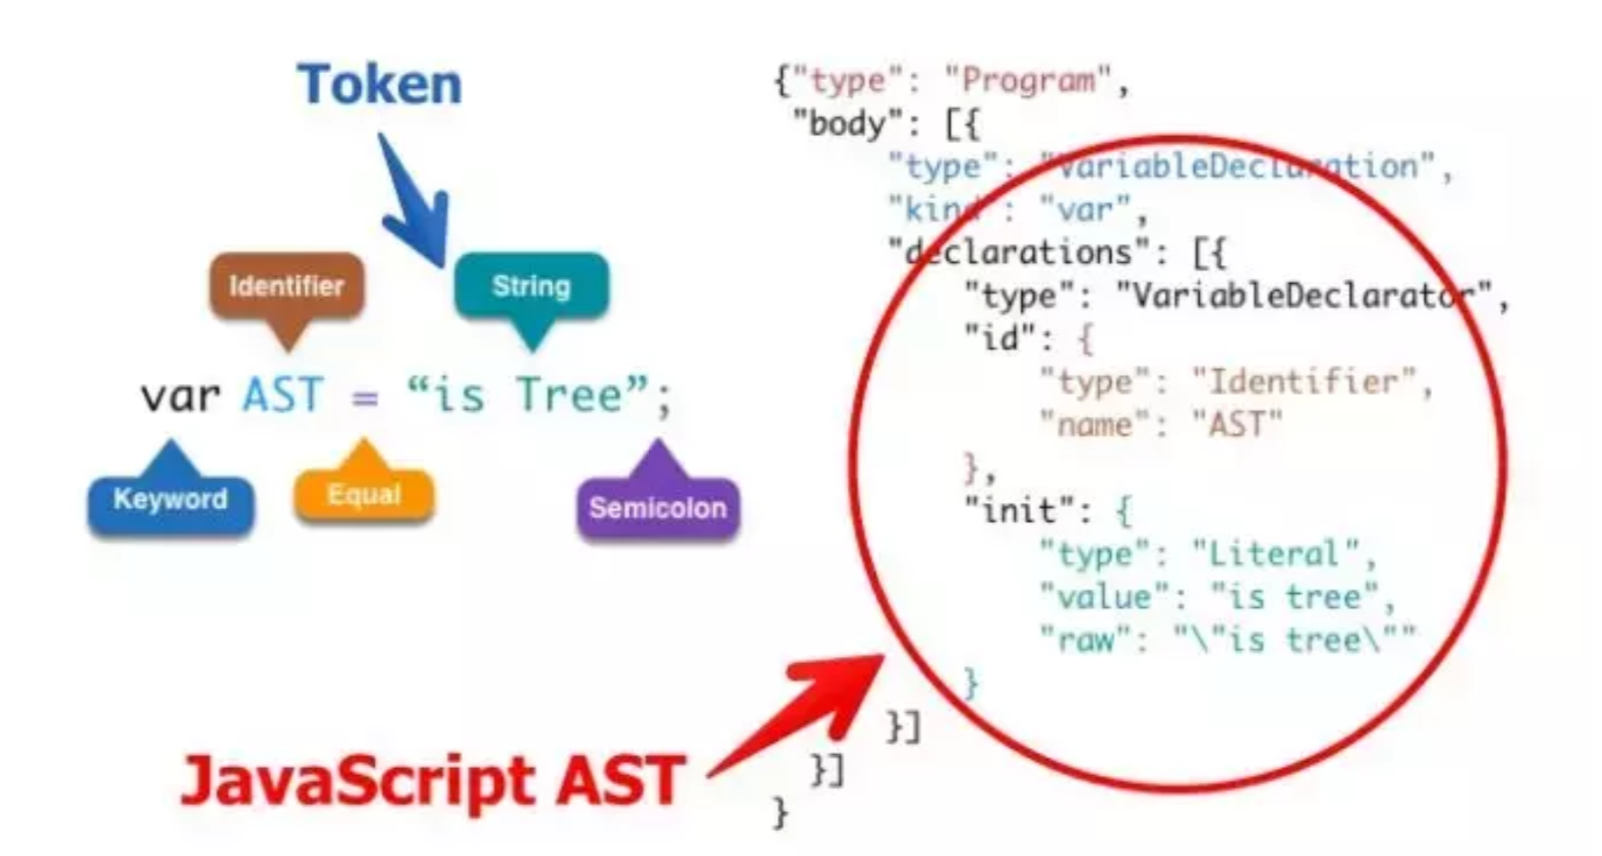 Token
Identifier
String
var AST = “is Tree”;
Keyword
Equal
Semicolon
JavaScript AST
{"type": "Program",
"body": [{
"type": "VariableDeclaration",
"kind": "var",
"declarations": [{
"type": "VariableDeclarator",
"id": {
"type": "Identifier",
"name": "AST"
},
"init": {
"type": "Literal",
"value": "is tree",
"raw": "\"is tree\""
}
}]
}]
}